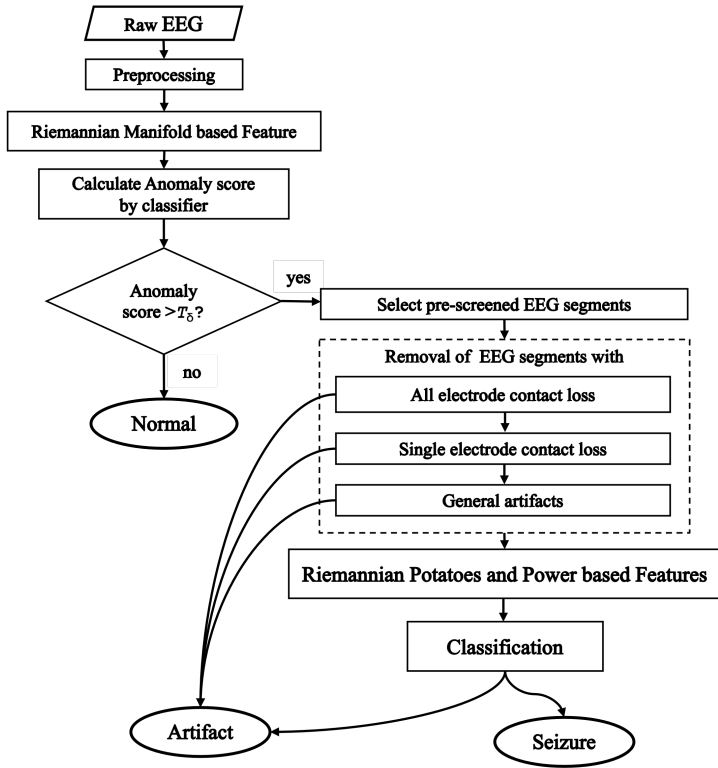 Raw EEG
Preprocessing
Riemannian Manifold based Feature
Calculate Anomaly score
by classifier
Anomaly
score >Tδ?
yes
no
Normal
Select pre-screened EEG segments
Removal of EEG segments with
All electrode contact loss
Single electrode contact loss
General artifacts
Riemannian Potatoes and Power based Features
Classification
Artifact
Seizure